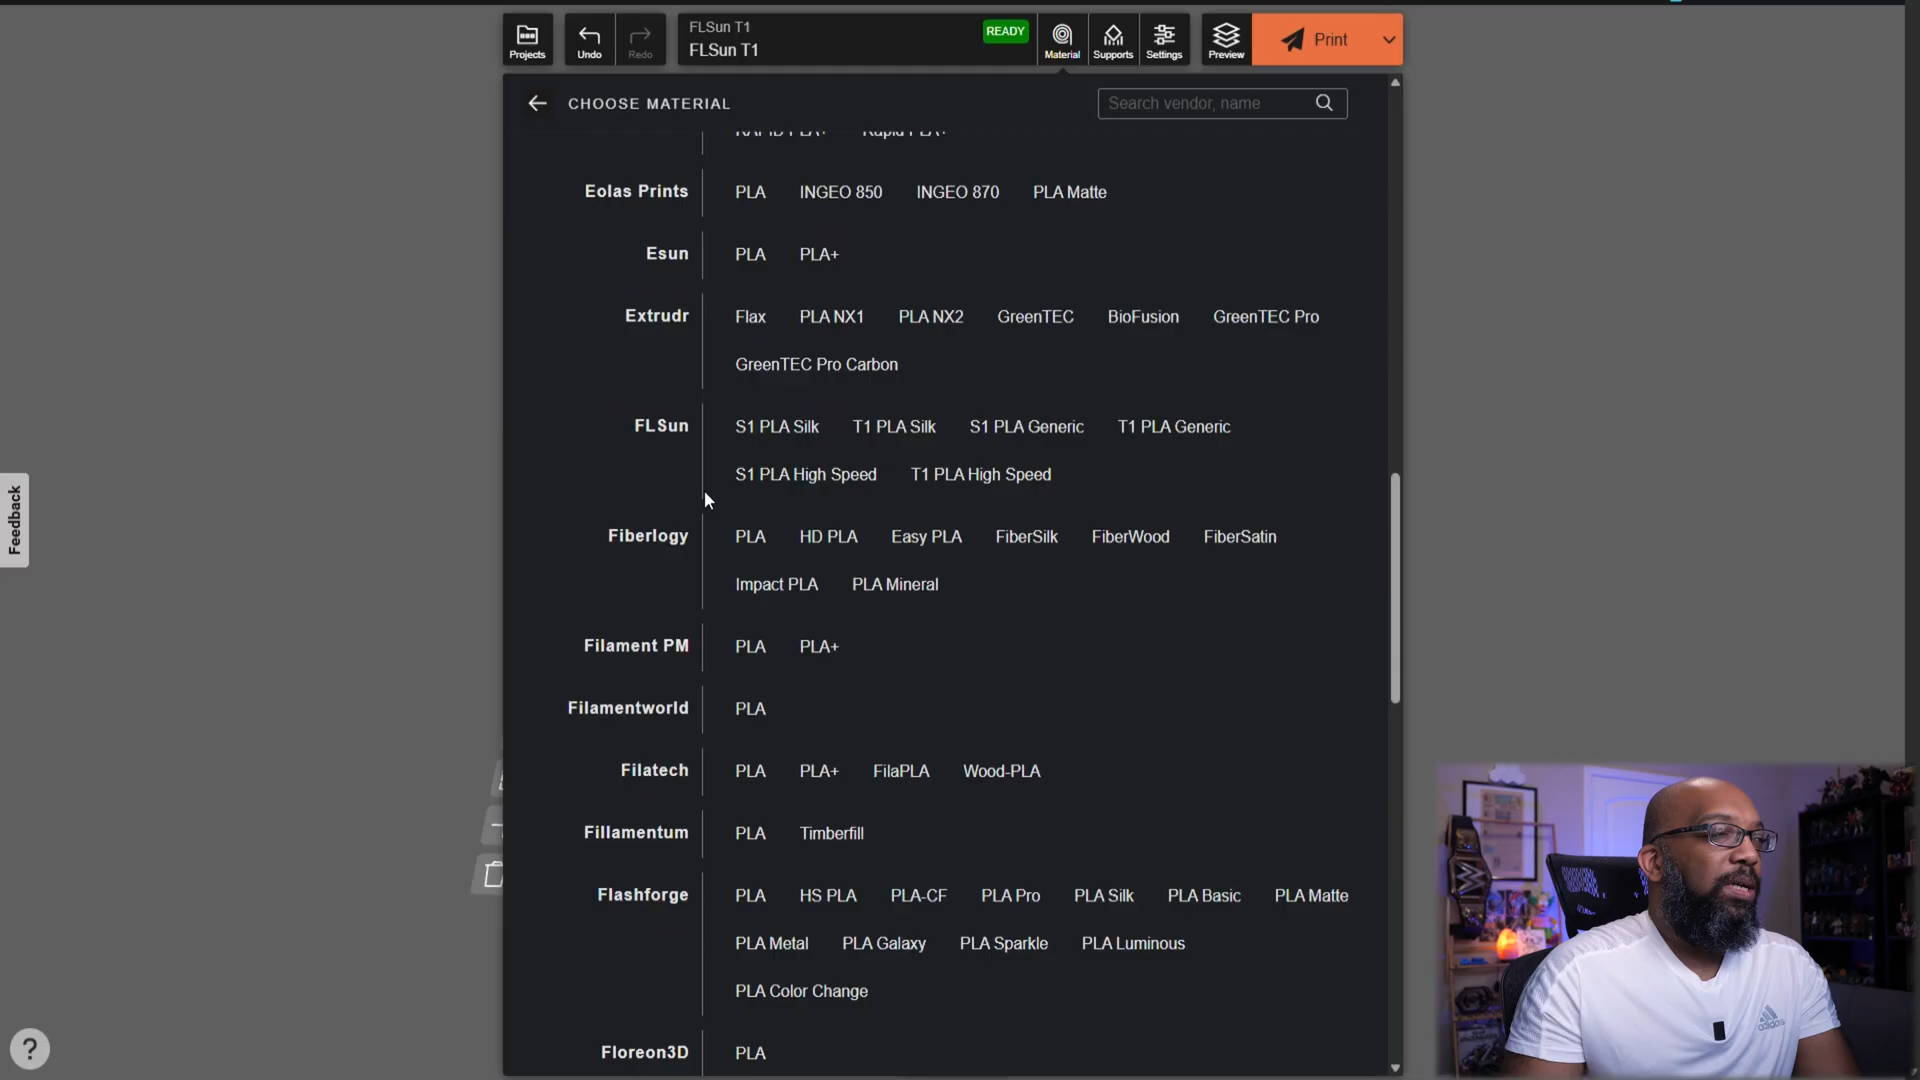 Projects
Undo
Redo
FLSun T1
FLSun T1
READY
Material
Supports
Settings
Preview
Print
CHOOSE MATERIAL
Search vendor, name
RAPID PLA+ Rapid PLA+
Eolas Prints PLA INGEO 850 INGEO 870 PLA Matte
Esun PLA PLA+
Extrudr Flax PLA NX1 PLA NX2 GreenTEC BioFusion GreenTEC Pro
GreenTEC Pro Carbon
FLSun S1 PLA Silk T1 PLA Silk S1 PLA Generic T1 PLA Generic
S1 PLA High Speed T1 PLA High Speed
Fiberlogy PLA HD PLA Easy PLA FiberSilk FiberWood FiberSatin
Impact PLA PLA Mineral
Filament PM PLA PLA+
Filamentworld PLA
Filatech PLA PLA+ FilaPLA Wood-PLA
Fillamentum PLA Timberfill
Flashforge PLA HS PLA PLA-CF PLA Pro PLA Silk PLA Basic PLA Matte
PLA Metal PLA Galaxy PLA Sparkle PLA Luminous
PLA Color Change
Floreon3D PLA
Feedback
?
adidas